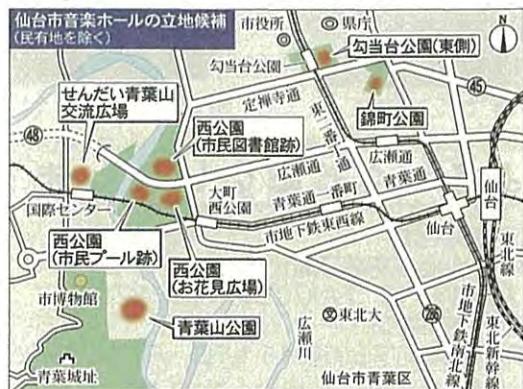 仙台市音楽ホールの立地候補
(民有地を除く)
市役所
県庁
N
勾当台公園(東側)
勾当台公園
せんだい青葉山
交流広場
定禅寺通
45
48
西公園
(市民図書館跡)
東二番丁通
錦町公園
広瀬通
広瀬通
大町
西公園
青葉通一番町
青葉通
仙台
国際センター
市地下鉄東西線
仙台
西公園
(市民プール跡)
西公園
(お花見広場)
東北線
市博物館
青葉山公園
広瀬川
東北大
286
市地下鉄南北線
東北新幹線
青葉城址
仙台市青葉区